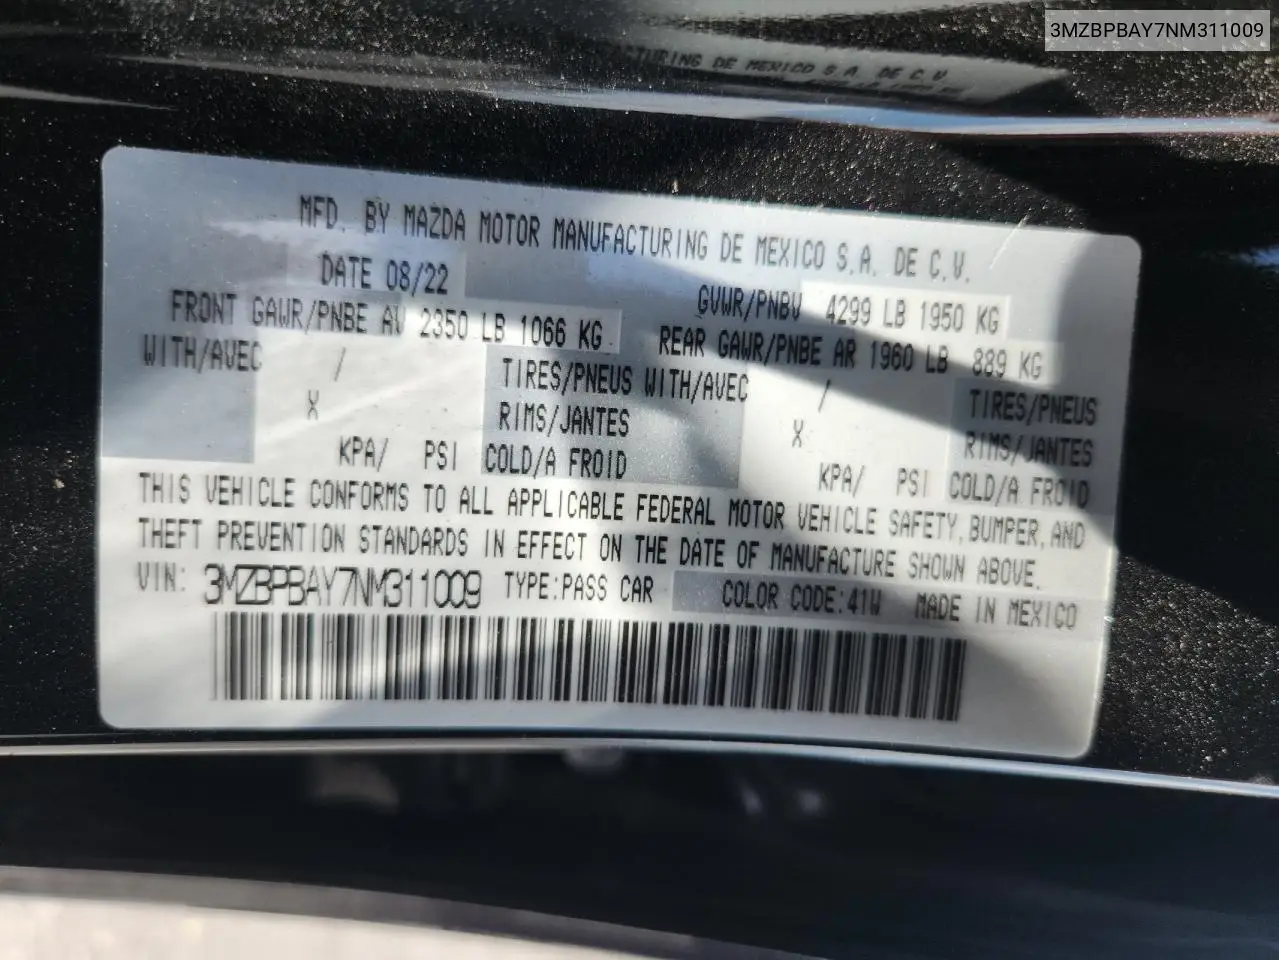 3MZBPBAY7NM311009
MFD. BY MAZDA MOTOR MANUFACTURING DE MEXICO S.A. DE C.V.
DATE 08/22 GVWR/PNBV 4299 LB 1950 KG
FRONT GAWR/PNBE AV 2350 LB 1066 KG REAR GAWR/PNBE AR 1960 LB 889 KG
WITH/AVEC / TIRES/PNEUS WITH/AVEC / TIRES/PNEUS
X RIMS/JANTES X RIMS/JANTES
KPA/ PSI COLD/A FROID KPA/ PSI COLD/A FROID
THIS VEHICLE CONFORMS TO ALL APPLICABLE FEDERAL MOTOR VEHICLE SAFETY, BUMPER, AND
THEFT PREVENTION STANDARDS IN EFFECT ON THE DATE OF MANUFACTURE SHOWN ABOVE.
VIN: 3MZBPBAY7NM311009 TYPE:PASS CAR COLOR CODE:41W MADE IN MEXICO